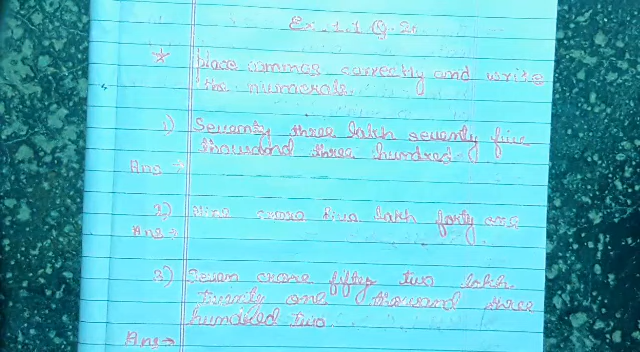 Ex. 1.1 Q. 2.
* place commas correctly and write
the numerals.
1) Seventy three lakh seventy five
thousand three hundred.
Ans →
2) Nine crore five lakh forty one
Ans →
3) Seven crore fifty two lakh
twenty one thousand three
hundred two.
Ans →